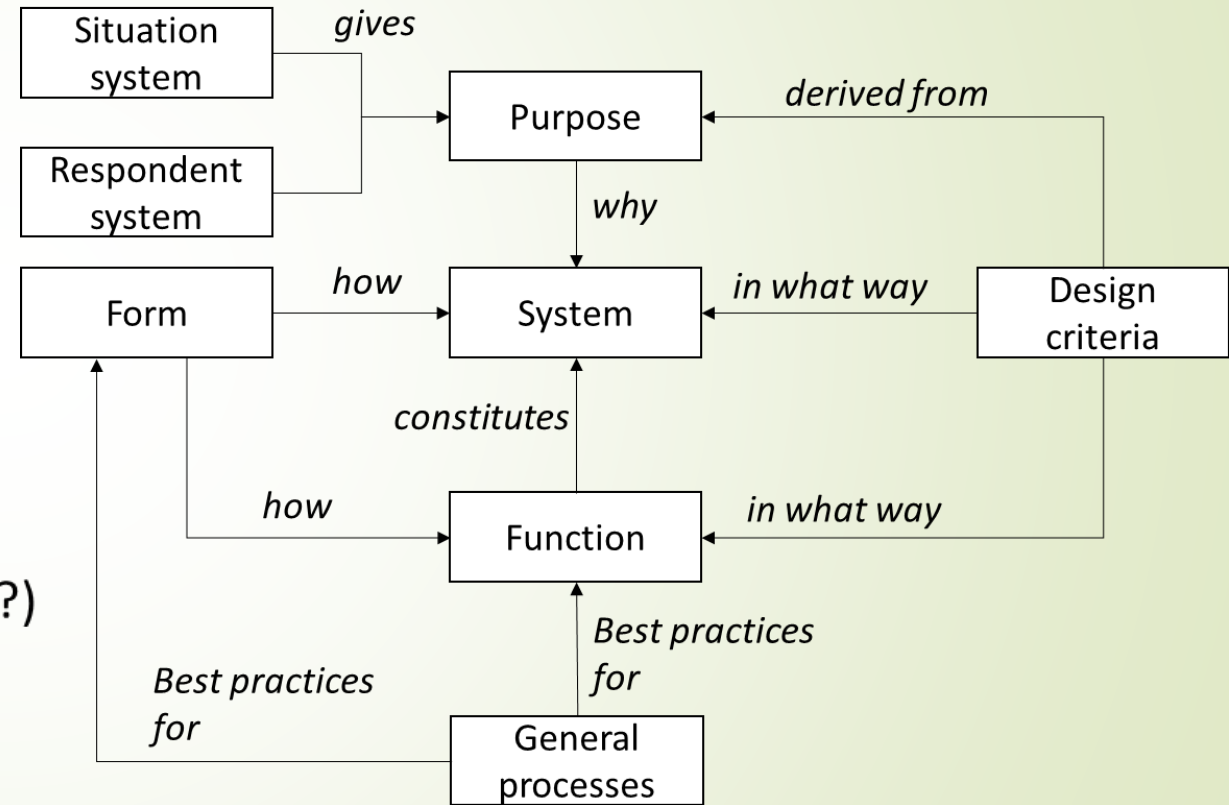 Situation
system
gives
Purpose
derived from
Respondent
system
why
Form
how
System
in what way
Design
criteria
constitutes
how
Function
in what way
?)
Best practices
for
Best practices
for
General
processes